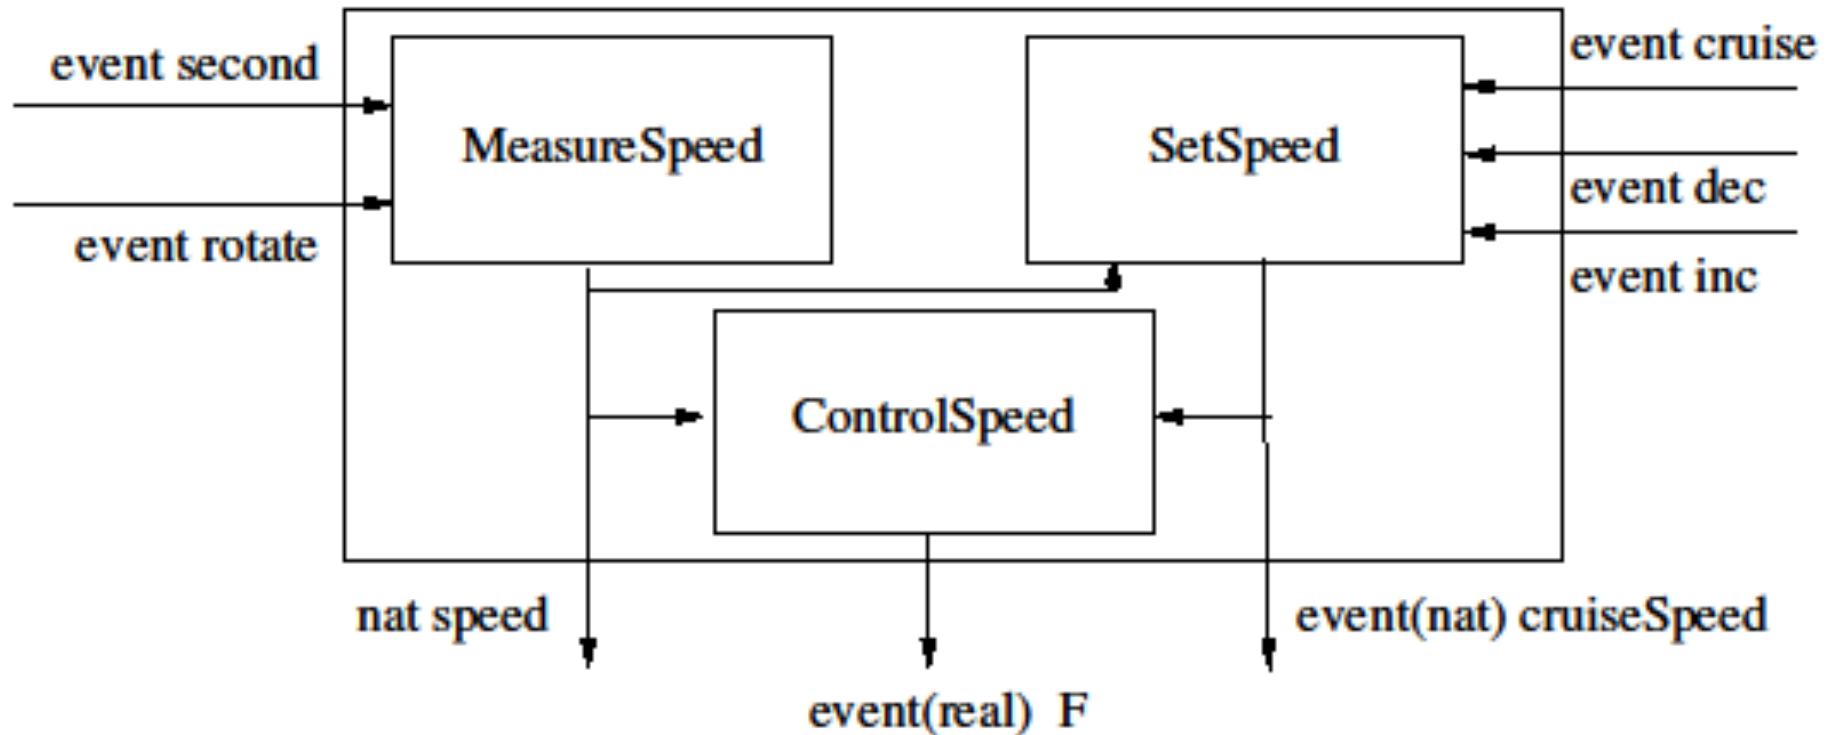 event second
event rotate
MeasureSpeed
SetSpeed
event cruise
event dec
event inc
ControlSpeed
nat speed
event(real) F
event(nat) cruiseSpeed